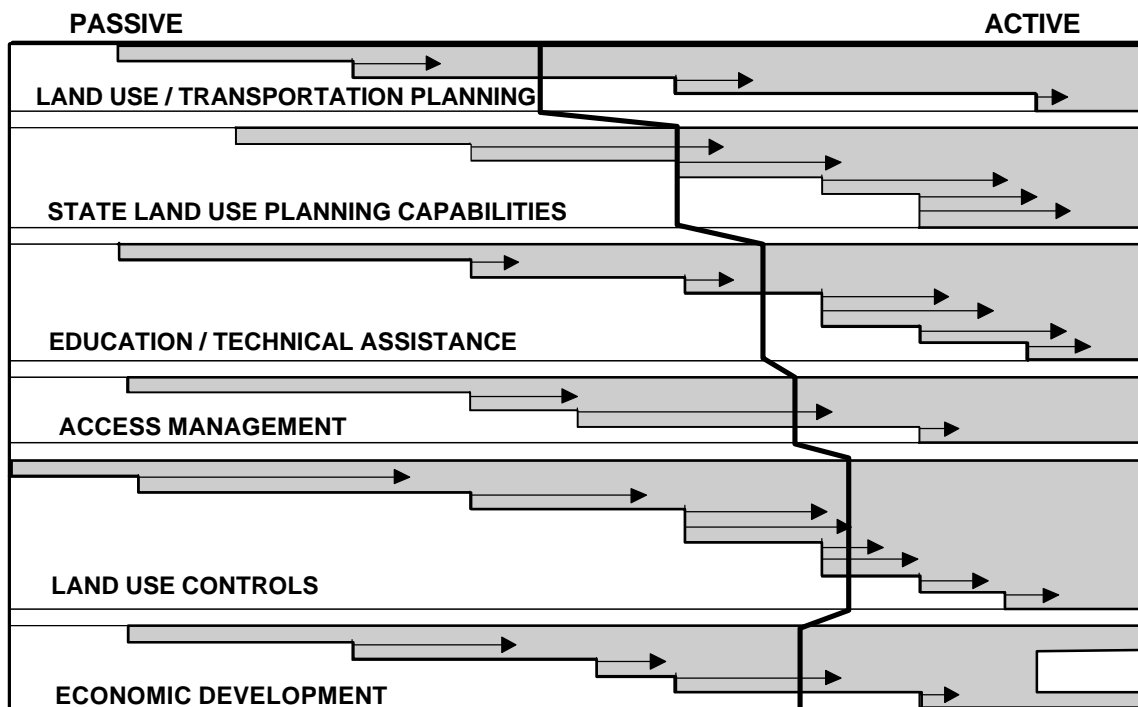 PASSIVE ACTIVE
LAND USE / TRANSPORTATION PLANNING
STATE LAND USE PLANNING CAPABILITIES
EDUCATION / TECHNICAL ASSISTANCE
ACCESS MANAGEMENT
LAND USE CONTROLS
ECONOMIC DEVELOPMENT